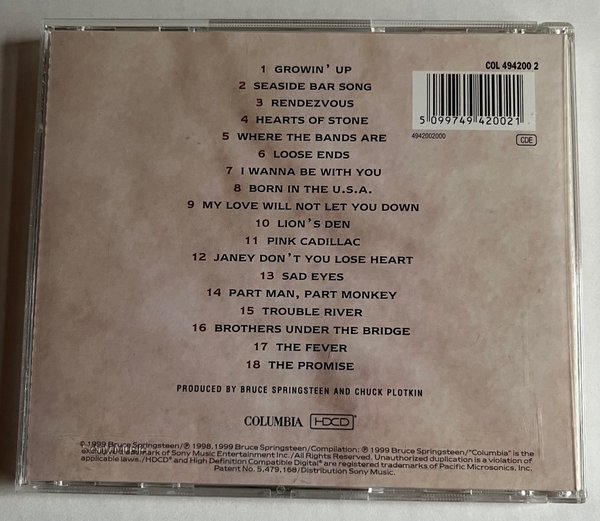 COL 494200 2
5 099749 420021
4942002000
CDE
1 GROWIN' UP
2 SEASIDE BAR SONG
3 RENDEZVOUS
4 HEARTS OF STONE
5 WHERE THE BANDS ARE
6 LOOSE ENDS
7 I WANNA BE WITH YOU
8 BORN IN THE U.S.A.
9 MY LOVE WILL NOT LET YOU DOWN
10 LION'S DEN
11 PINK CADILLAC
12 JANEY DON'T YOU LOSE HEART
13 SAD EYES
14 PART MAN, PART MONKEY
15 TROUBLE RIVER
16 BROTHERS UNDER THE BRIDGE
17 THE FEVER
18 THE PROMISE
PRODUCED BY BRUCE SPRINGSTEEN AND CHUCK PLOTKIN
COLUMBIA HDCD
© 1999 Bruce Springsteen/℗ 1998, 1999 Bruce Springsteen/Compilation: ℗ 1999 Bruce Springsteen/"Columbia" is the
exclusive trademark of Sony Music Entertainment Inc./All Rights Reserved. Unauthorized duplication is a violation of
applicable laws./HDCD® and High Definition Compatible Digital® are registered trademarks of Pacific Microsonics, Inc.
Patent No. 5,479,168/Distribution Sony Music.